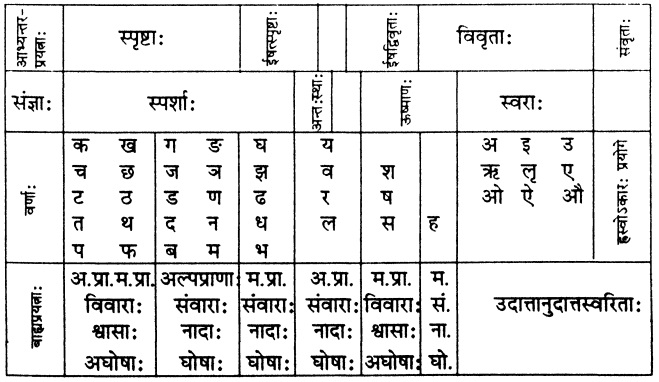 आभ्यन्तर-प्रयत्नाः स्पृष्टाः ईषत्स्पृष्टाः ईषद्विवृताः विवृताः संवृताः
संज्ञाः स्पर्शाः अन्तःस्थाः ऊष्माणः स्वराः
वर्णाः
क ख ग ङ घ य अ इ उ
च छ ज ञ झ व श ऋ लृ ए
ट ठ ड ण ढ र ष ओ ऐ औ
त थ द न ध ल स ह
प फ ब म भ
ह्रस्वोऽकारः प्रयोगे
बाह्यप्रयत्नाः
अ.प्रा.म.प्रा. अल्पप्राणाः म.प्रा. अ.प्रा. म.प्रा. म.
विवाराः संवाराः संवाराः संवाराः विवाराः सं. उदात्तानुदात्तस्वरिताः
श्वासाः नादाः नादाः नादाः श्वासाः ना.
अघोषाः घोषाः घोषाः घोषाः अघोषाः घो.